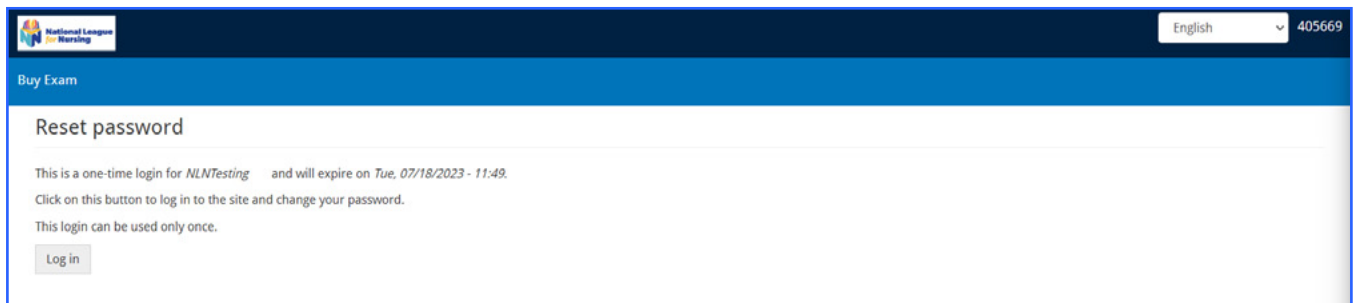 National League
for Nursing
English
405669
Buy Exam
Reset password
This is a one-time login for NLNTesting and will expire on Tue, 07/18/2023 - 11:49.
Click on this button to log in to the site and change your password.
This login can be used only once.
Log in